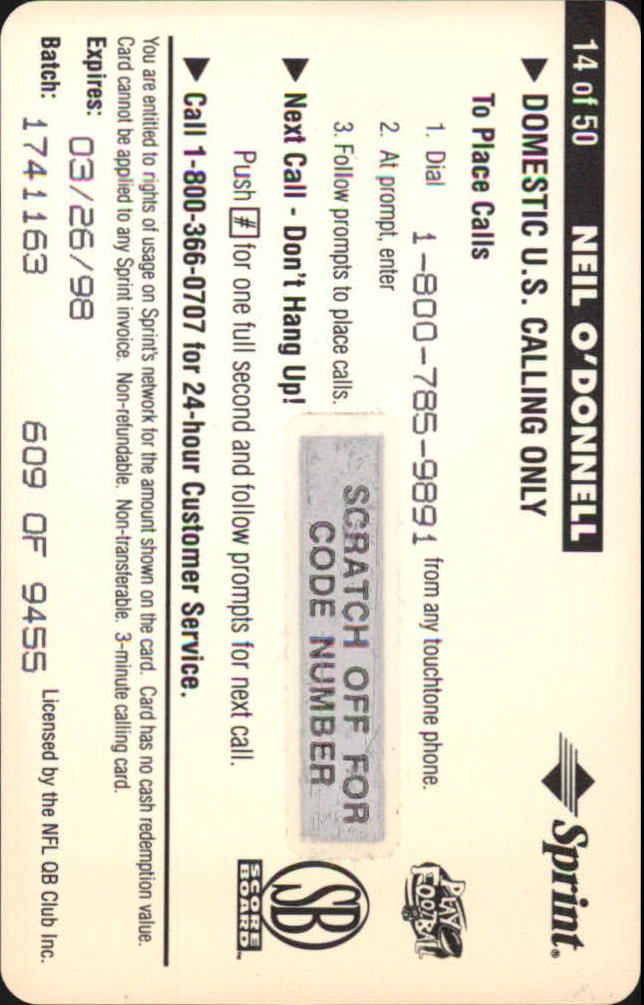 14 of 50 NEIL O'DONNELL
Sprint.
▶ DOMESTIC U.S. CALLING ONLY
To Place Calls
1. Dial 1-800-785-9891 from any touchtone phone.
2. At prompt, enter
3. Follow prompts to place calls.
SCRATCH OFF FOR
CODE NUMBER
PLAY
FOOTBALL
▶ Next Call - Don't Hang Up!
Push # for one full second and follow prompts for next call.
SB
SCORE
BOARD™
▶ Call 1-800-366-0707 for 24-hour Customer Service.
You are entitled to rights of usage on Sprint's network for the amount shown on the card. Card has no cash redemption value.
Card cannot be applied to any Sprint invoice. Non-refundable. Non-transferable. 3-minute calling card.
Expires: 03/26/98
Batch: 1741163 609 OF 9455 Licensed by the NFL QB Club Inc.